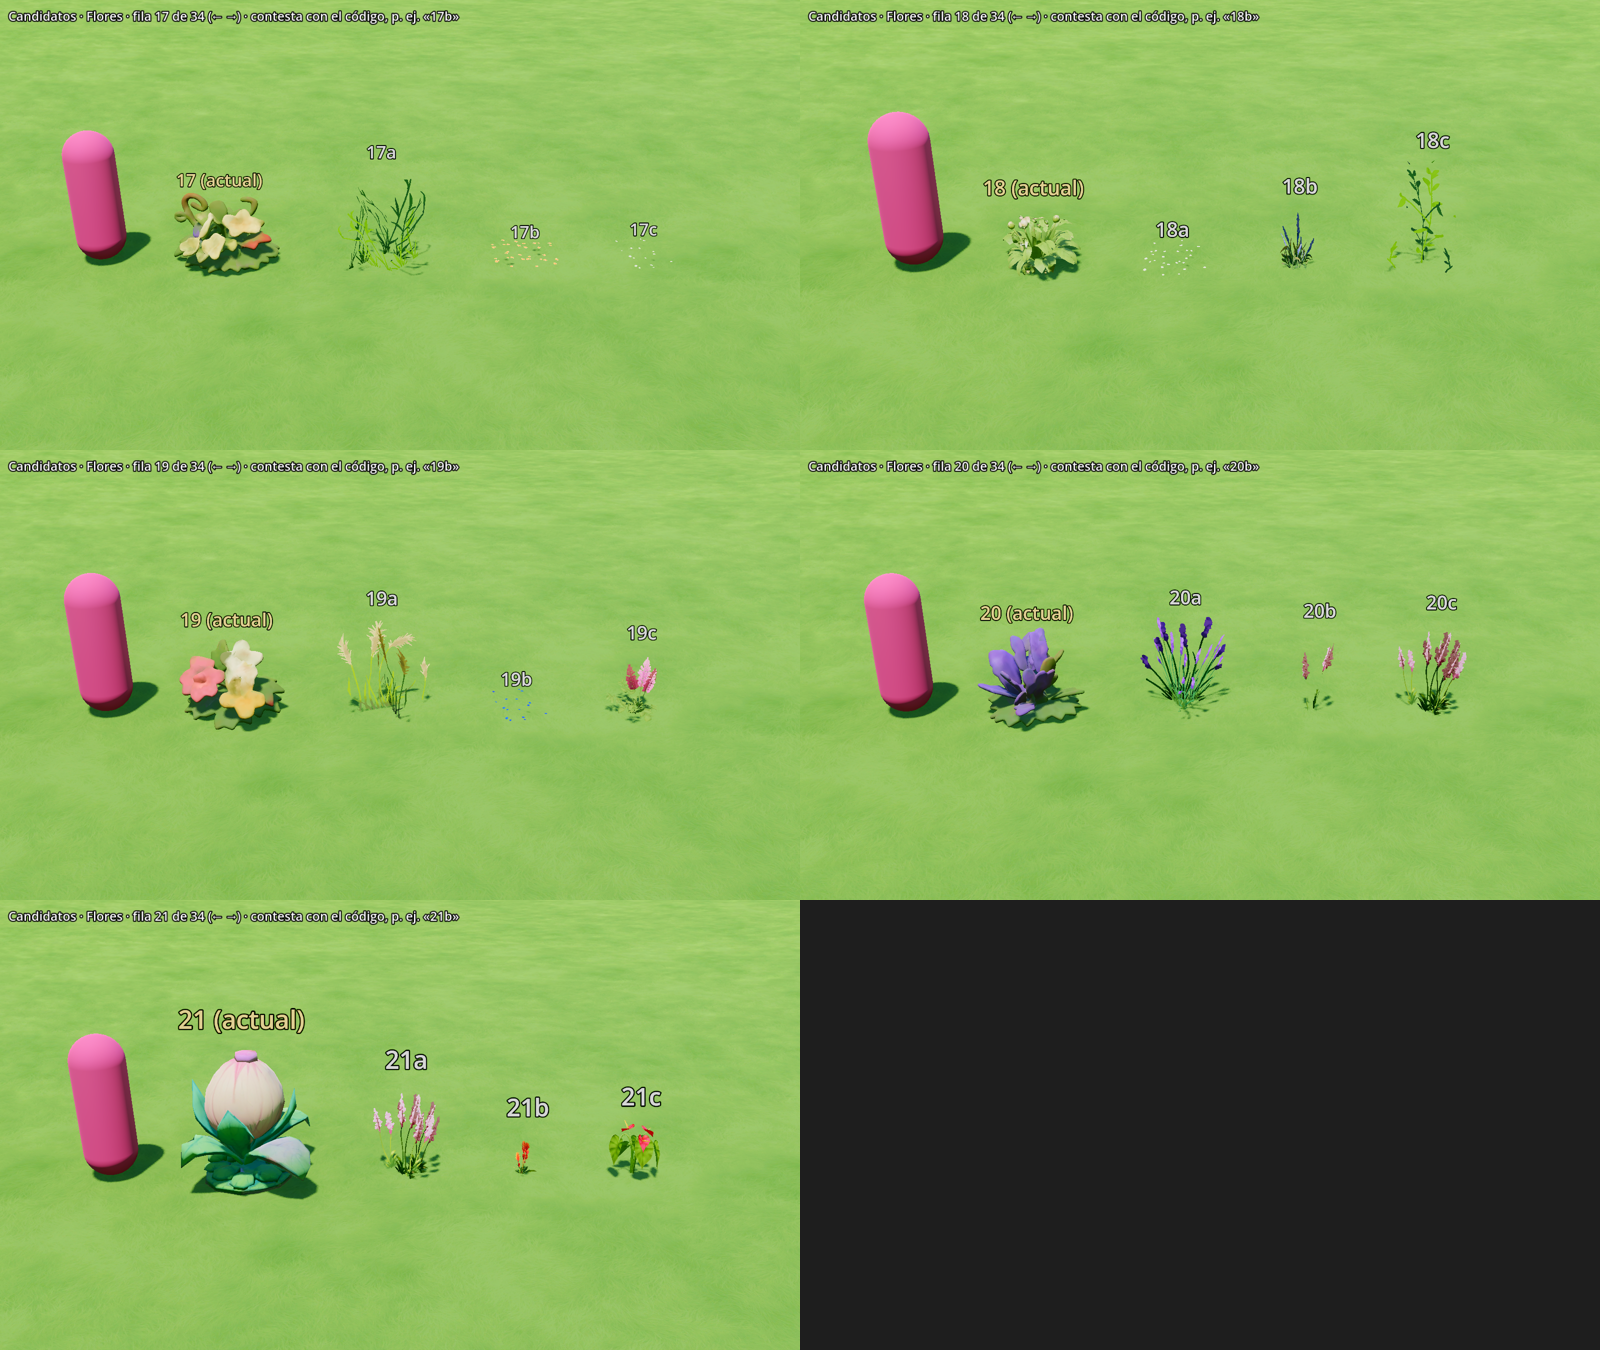 Candidatos · Flores · fila 17 de 34 (← →) · contesta con el código, p. ej. «17b»
17 (actual)
17a
17b
17c
Candidatos · Flores · fila 18 de 34 (← →) · contesta con el código, p. ej. «18b»
18 (actual)
18a
18b
18c
Candidatos · Flores · fila 19 de 34 (← →) · contesta con el código, p. ej. «19b»
19 (actual)
19a
19b
19c
Candidatos · Flores · fila 20 de 34 (← →) · contesta con el código, p. ej. «20b»
20 (actual)
20a
20b
20c
Candidatos · Flores · fila 21 de 34 (← →) · contesta con el código, p. ej. «21b»
21 (actual)
21a
21b
21c